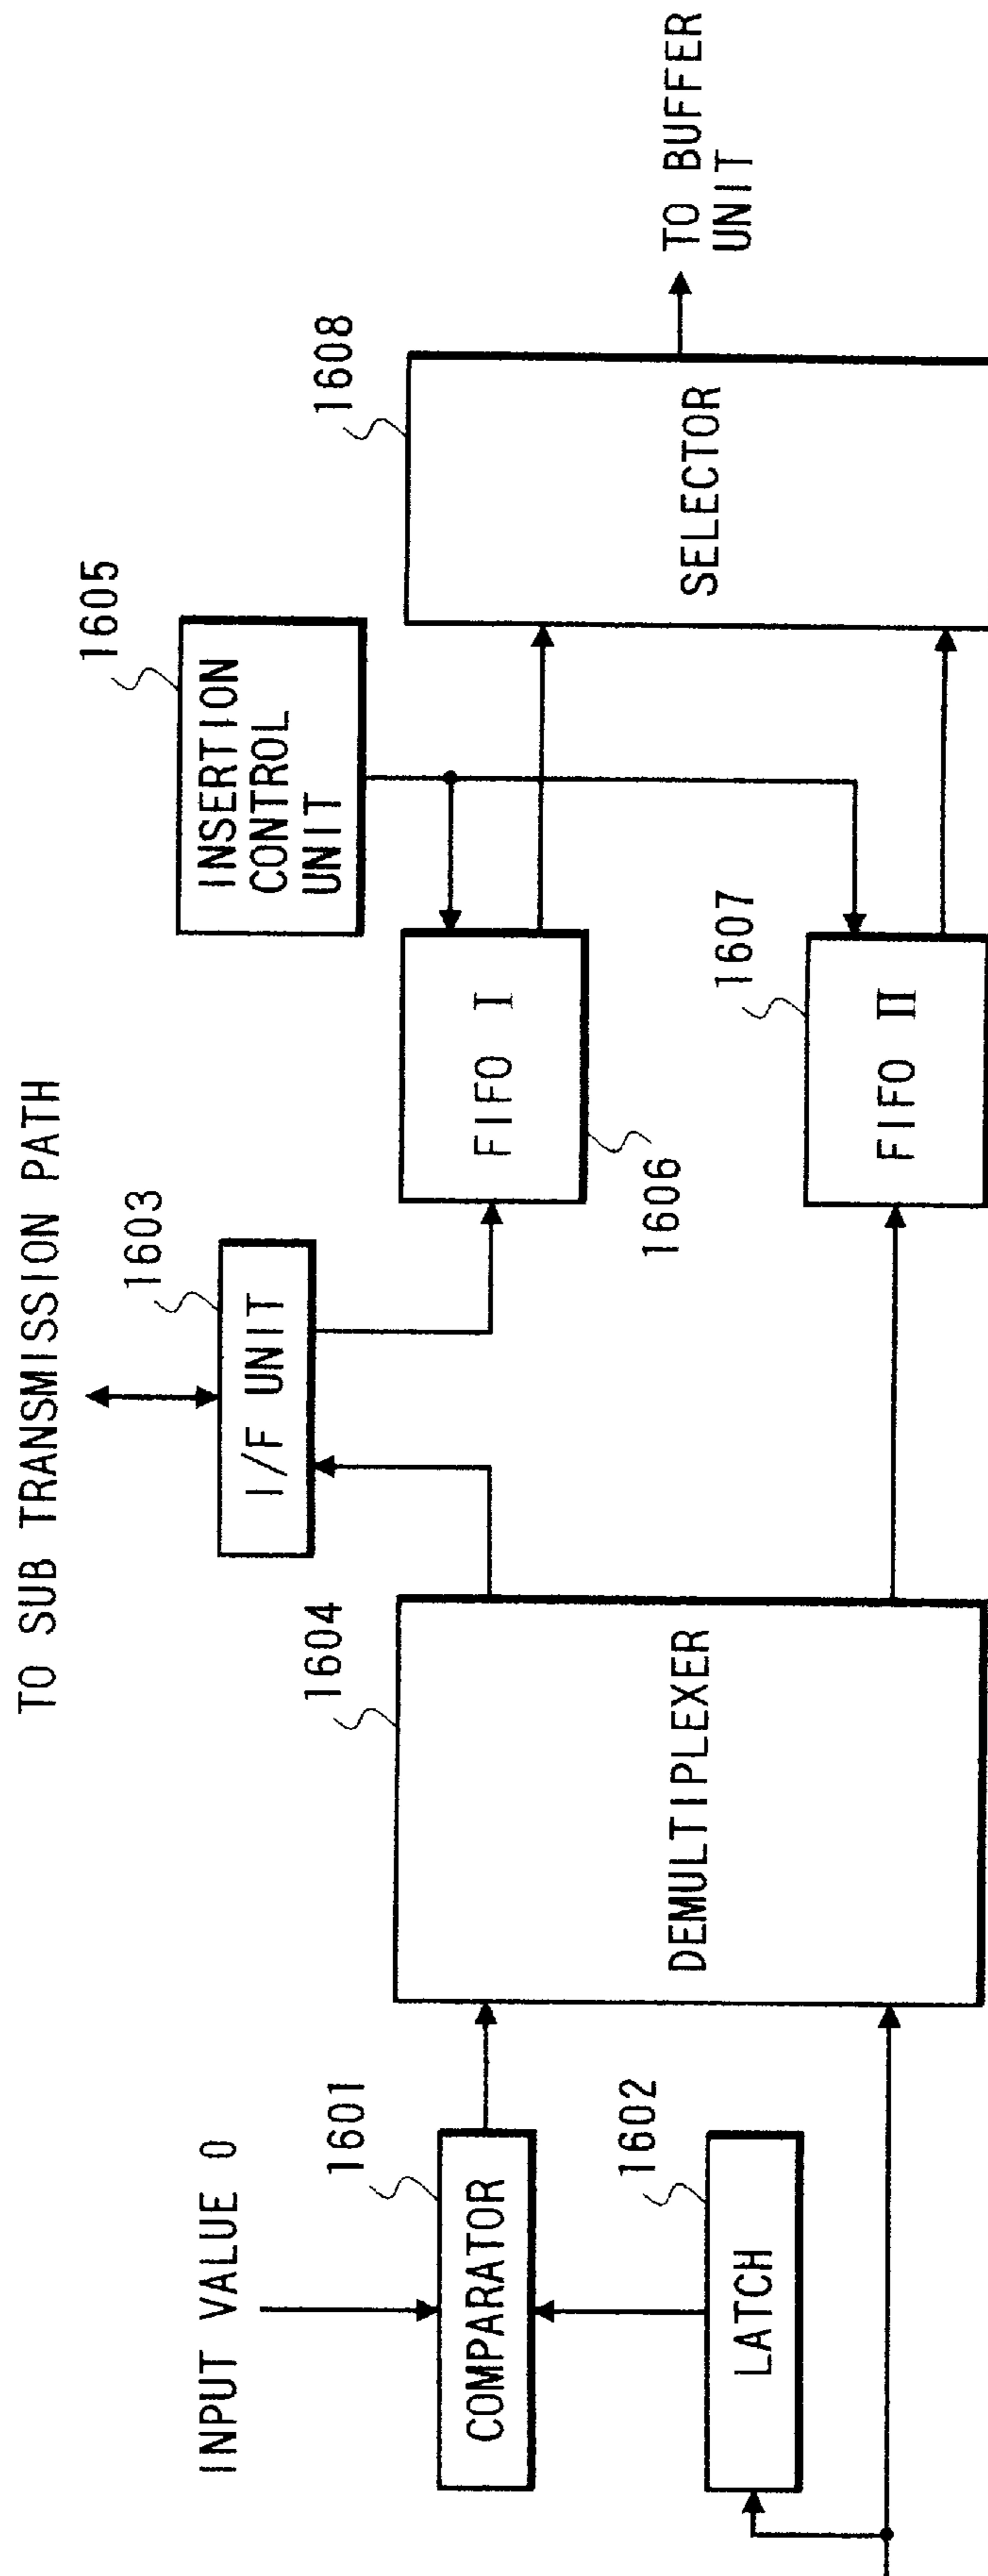 TO SUB TRANSMISSION PATH
INPUT VALUE 0
1601
COMPARATOR
1602
LATCH
1604
DEMULTIPLEXER
1603
I/F UNIT
1605
INSERTION
CONTROL
UNIT
FIFO I
1606
1607
FIFO II
1608
SELECTOR
TO BUFFER
UNIT